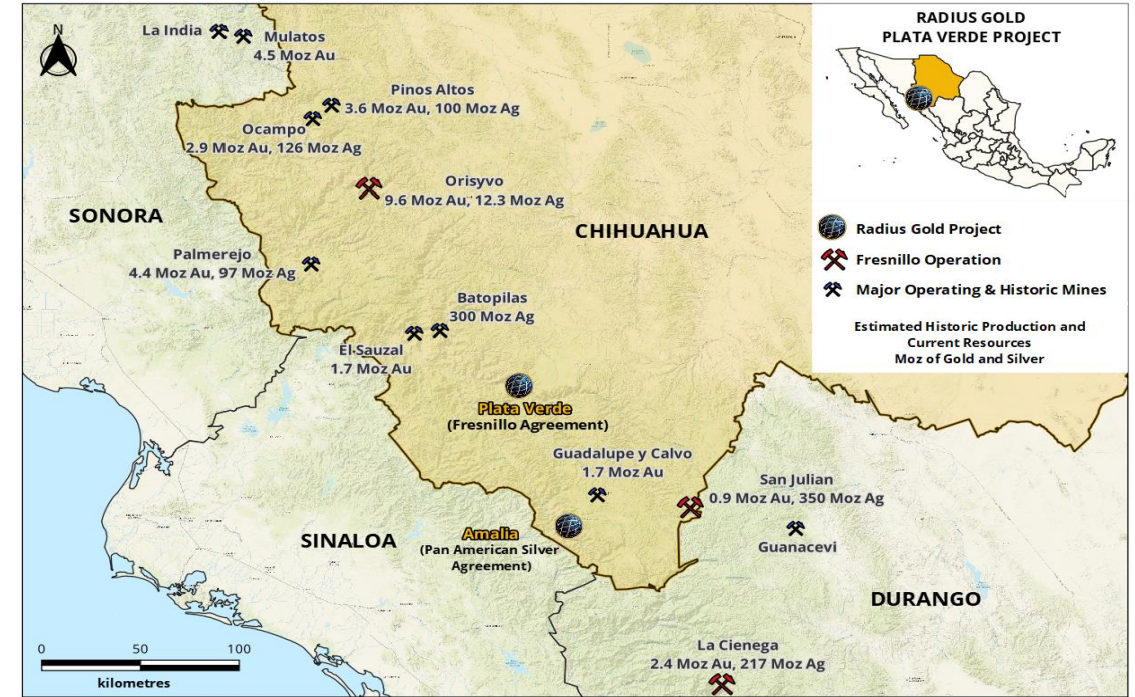 N
La India
Mulatos
4.5 Moz Au
Pinos Altos
3.6 Moz Au, 100 Moz Ag
Ocampo
2.9 Moz Au, 126 Moz Ag
Orisyvo
9.6 Moz Au, 12.3 Moz Ag
SONORA
CHIHUAHUA
Palmerejo
4.4 Moz Au, 97 Moz Ag
Batopilas
300 Moz Ag
El Sauzal
1.7 Moz Au
Plata Verde
(Fresnillo Agreement)
Guadalupe y Calvo
1.7 Moz Au
San Julian
0.9 Moz Au, 350 Moz Ag
Guanacevi
Amalia
(Pan American Silver
Agreement)
SINALOA
DURANGO
La Cienega
2.4 Moz Au, 217 Moz Ag
0 50 100
kilometres
RADIUS GOLD
PLATA VERDE PROJECT
Radius Gold Project
Fresnillo Operation
Major Operating & Historic Mines
Estimated Historic Production and
Current Resources
Moz of Gold and Silver